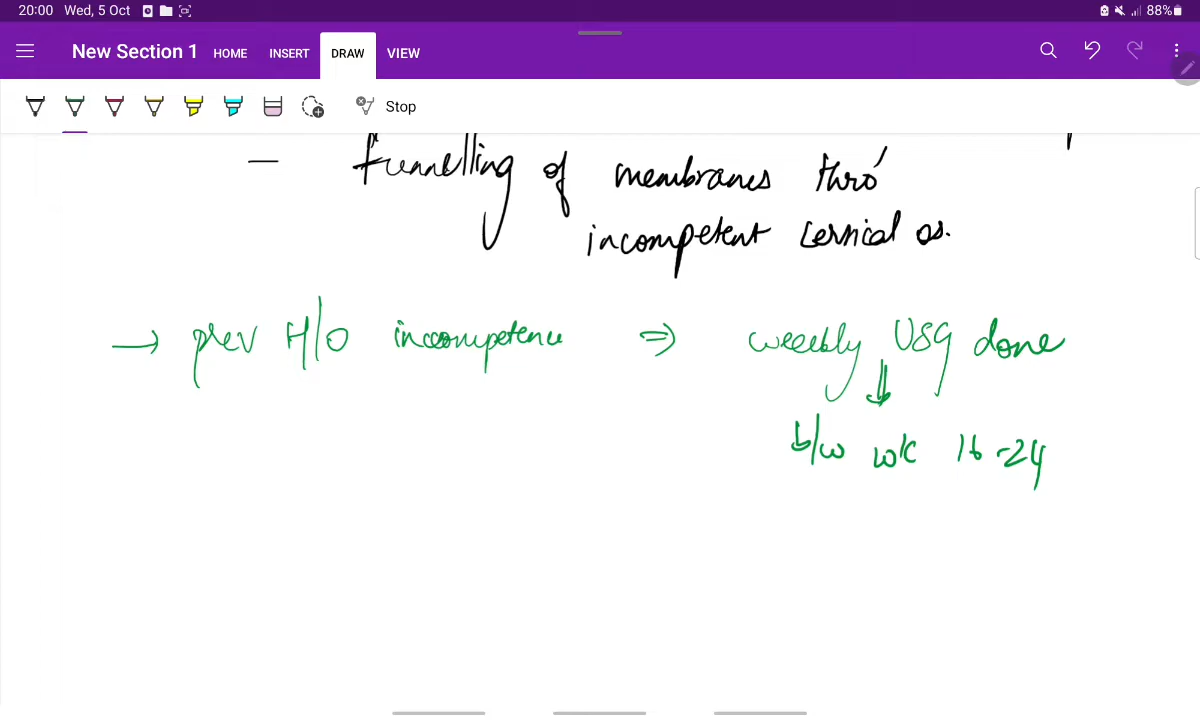 20:00 Wed, 5 Oct 88%
New Section 1 HOME INSERT DRAW VIEW
Stop
— funnelling of membranes thro'
incompetent cervical os.
→ prev H/O incompetence ⇒ weekly USG done
b/w wk 16-24